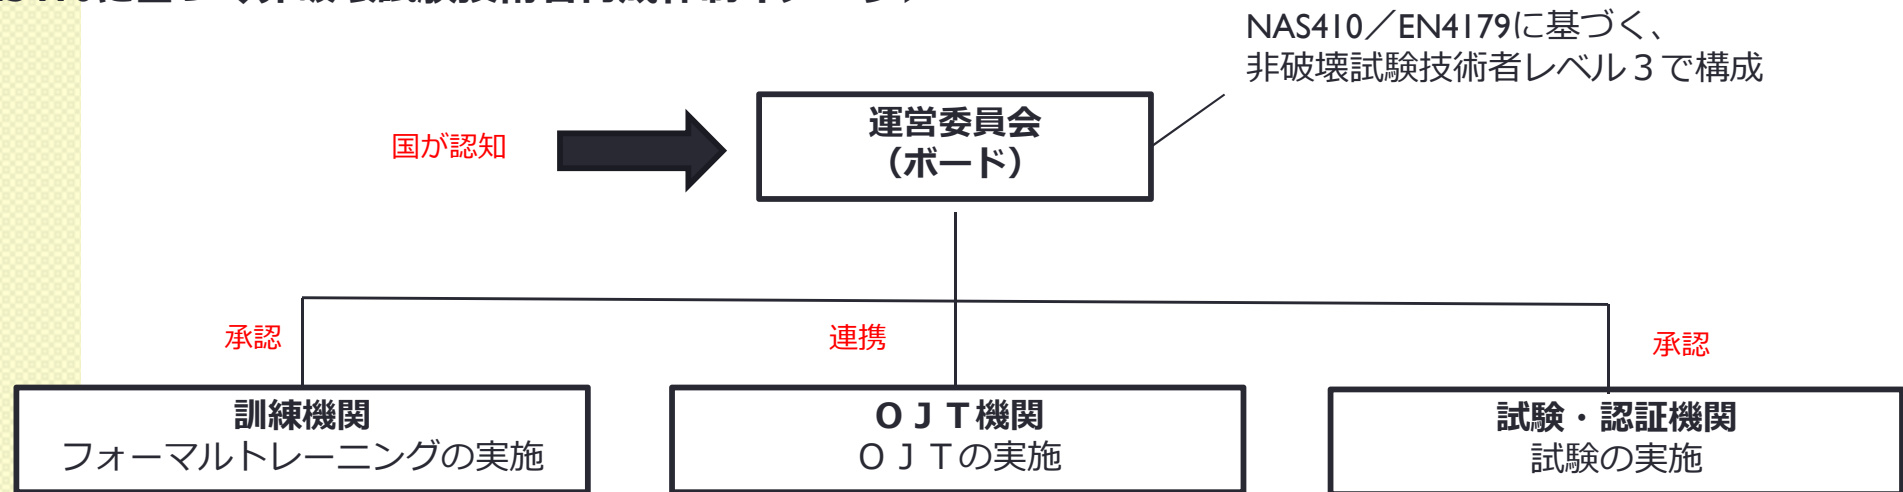 NAS410／EN4179に基づく、
非破壊試験技術者レベル３で構成
運営委員会
（ボード）
国が認知
承認
連携
承認
訓練機関
フォーマルトレーニングの実施
ＯＪＴ機関
ＯＪＴの実施
試験・認証機関
試験の実施